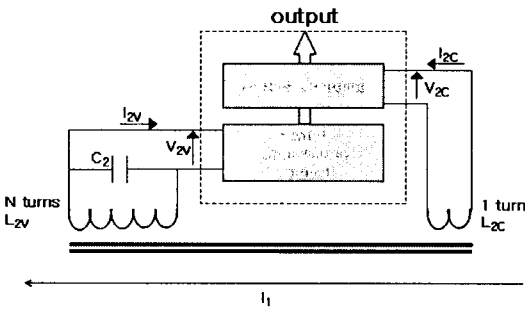 output
I2C
V2C
I2V
V2V
C2
N turns
L2V
1 turn
L2C
I1